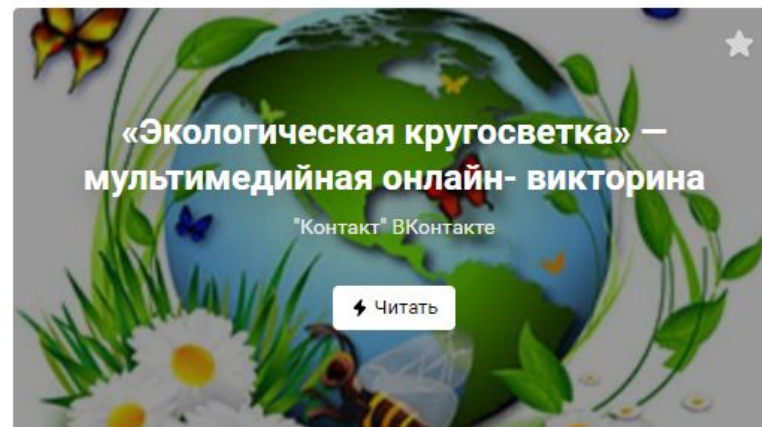 «Экологическая кругосветка» —
мультимедийная онлайн- викторина
"Контакт" ВКонтакте
Читать